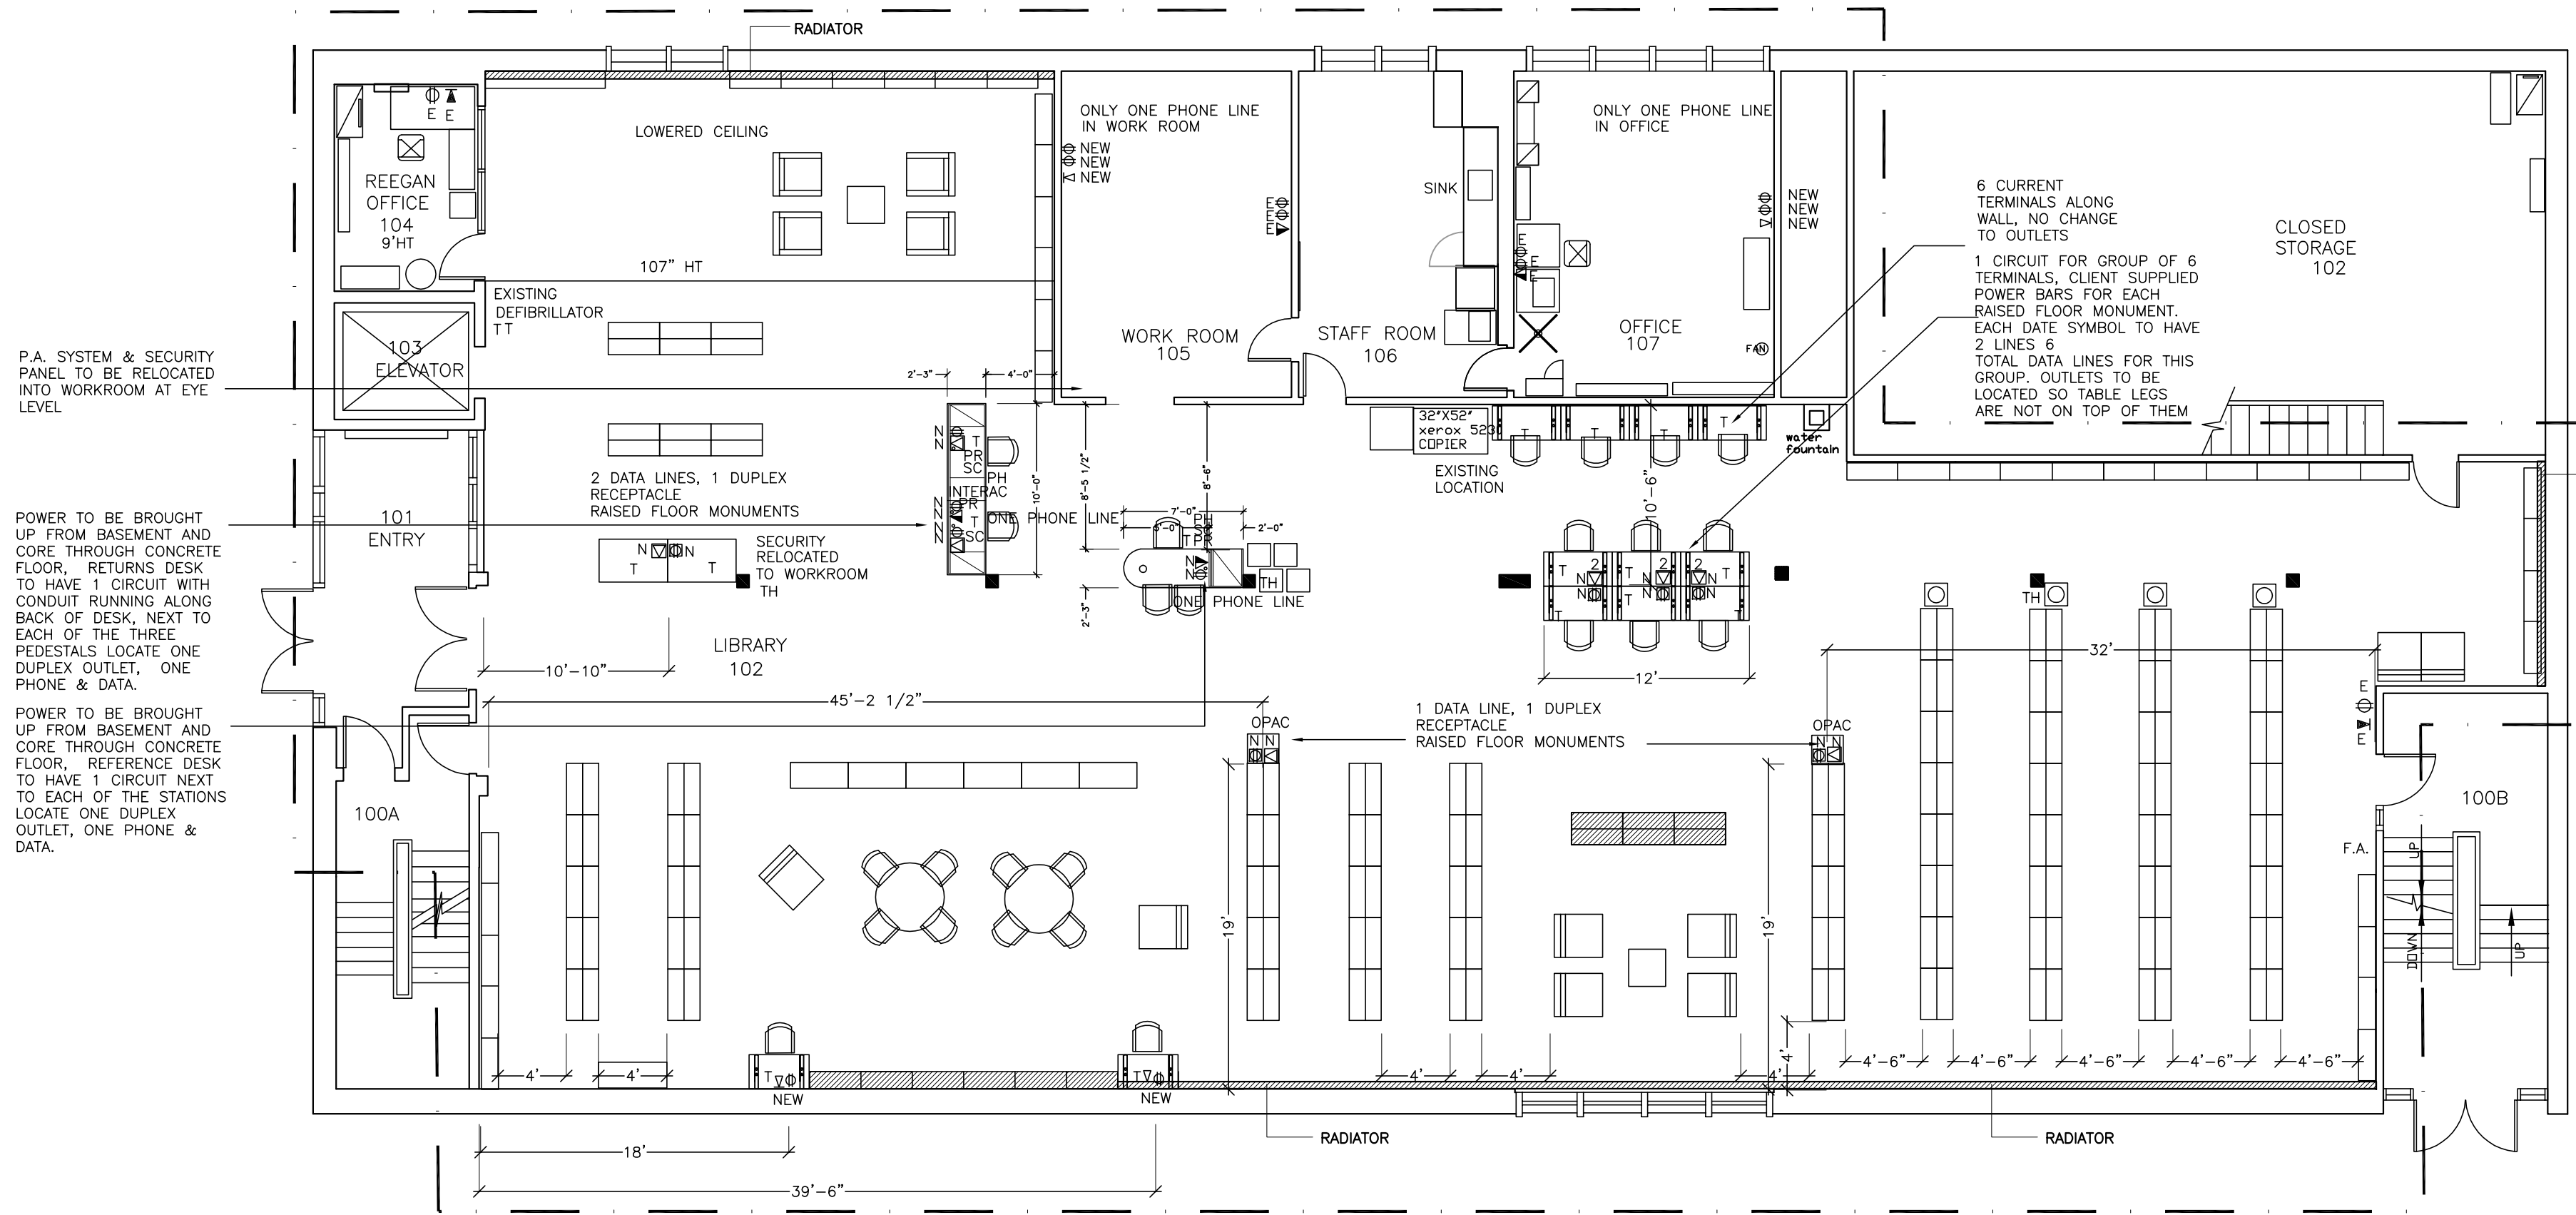 RADIATOR
E E
LOWERED CEILING
REEGAN
OFFICE
104
9'HT
107" HT
EXISTING
DEFIBRILLATOR
TT
103
ELEVATOR
P.A. SYSTEM & SECURITY
PANEL TO BE RELOCATED
INTO WORKROOM AT EYE
LEVEL
ONLY ONE PHONE LINE
IN WORK ROOM
NEW
NEW
NEW
E
E
E
WORK ROOM
105
SINK
STAFF ROOM
106
ONLY ONE PHONE LINE
IN OFFICE
NEW
NEW
NEW
E
E
E
OFFICE
107
FAN
6 CURRENT
TERMINALS ALONG
WALL, NO CHANGE
TO OUTLETS
1 CIRCUIT FOR GROUP OF 6
TERMINALS, CLIENT SUPPLIED
POWER BARS FOR EACH
RAISED FLOOR MONUMENT.
EACH DATE SYMBOL TO HAVE
2 LINES 6
TOTAL DATA LINES FOR THIS
GROUP. OUTLETS TO BE
LOCATED SO TABLE LEGS
ARE NOT ON TOP OF THEM
CLOSED
STORAGE
102
2'-3"
4'-0"
32"X52"
xerox 523
COPIER
T T T T
water
fountain
EXISTING
LOCATION
10'-6"
2 DATA LINES, 1 DUPLEX
RECEPTACLE
RAISED FLOOR MONUMENTS
N
N
T
PR
SC
PH
INTERAC
N
N
N
N
PR
T
SC
ONE PHONE LINE
10'-0"
8'-5 1/2"
8'-6"
7'-0"
2'-0"
PH
T
N
N
TH
ONE PHONE LINE
2'-3"
101
ENTRY
N N
T T
SECURITY
RELOCATED
TO WORKROOM
TH
POWER TO BE BROUGHT
UP FROM BASEMENT AND
CORE THROUGH CONCRETE
FLOOR, RETURNS DESK
TO HAVE 1 CIRCUIT WITH
CONDUIT RUNNING ALONG
BACK OF DESK, NEXT TO
EACH OF THE THREE
PEDESTALS LOCATE ONE
DUPLEX OUTLET, ONE
PHONE & DATA.
T 2 T 2 2 T
N N N
N N N
T T T
12'
TH
LIBRARY
102
10'-10"
32'
45'-2 1/2"
E
E
POWER TO BE BROUGHT
UP FROM BASEMENT AND
CORE THROUGH CONCRETE
FLOOR, REFERENCE DESK
TO HAVE 1 CIRCUIT NEXT
TO EACH OF THE STATIONS
LOCATE ONE DUPLEX
OUTLET, ONE PHONE &
DATA.
OPAC
N N
1 DATA LINE, 1 DUPLEX
RECEPTACLE
RAISED FLOOR MONUMENTS
OPAC
N N
100A
100B
F.A.
UP
DOWN
UP
19'
19'
4'
4'
4'
4'
4'
4'
4'-6"
4'-6"
4'-6"
4'-6"
4'-6"
T
NEW
T
NEW
RADIATOR
RADIATOR
18'
39'-6"